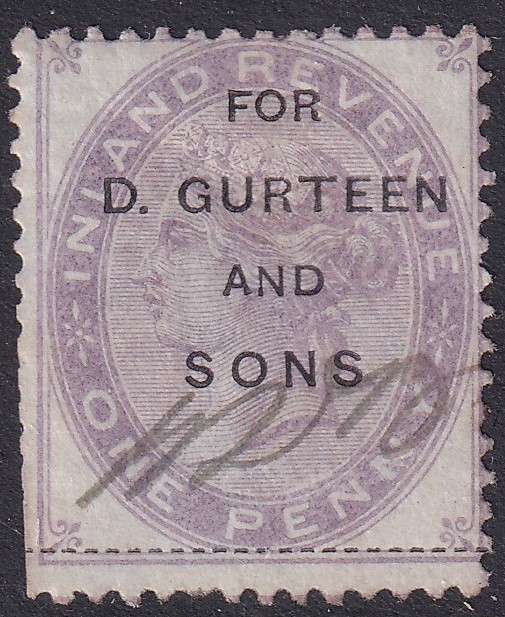 INLAND REVENUE
FOR
D. GURTEEN
AND
SONS
ONE PENNY